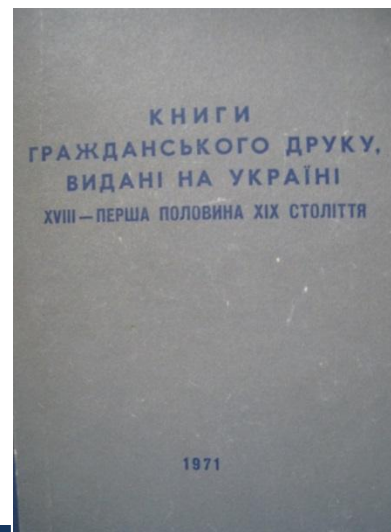 КНИГИ
ГРАЖДАНСЬКОГО ДРУКУ,
ВИДАНІ НА УКРАЇНІ
XVIII — ПЕРША ПОЛОВИНА XIX СТОЛІТТЯ
1971